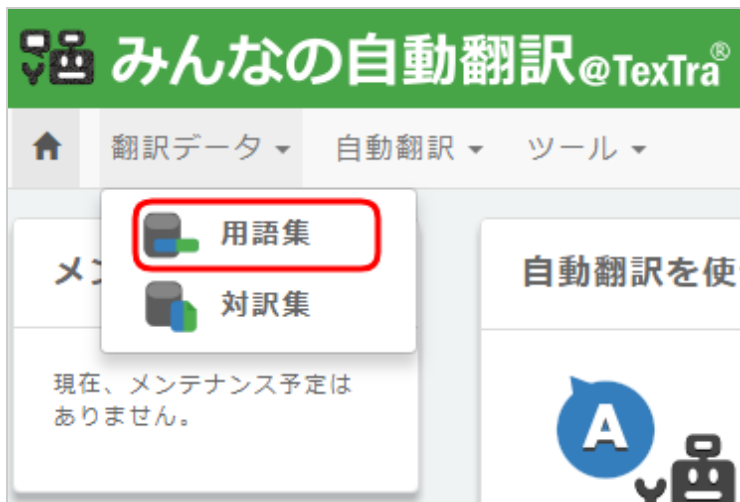 みんなの自動翻訳@TexTra®
翻訳データ 自動翻訳 ツール
用語集
対訳集
メ
自動翻訳を使
現在、メンテナンス予定は
ありません。
A